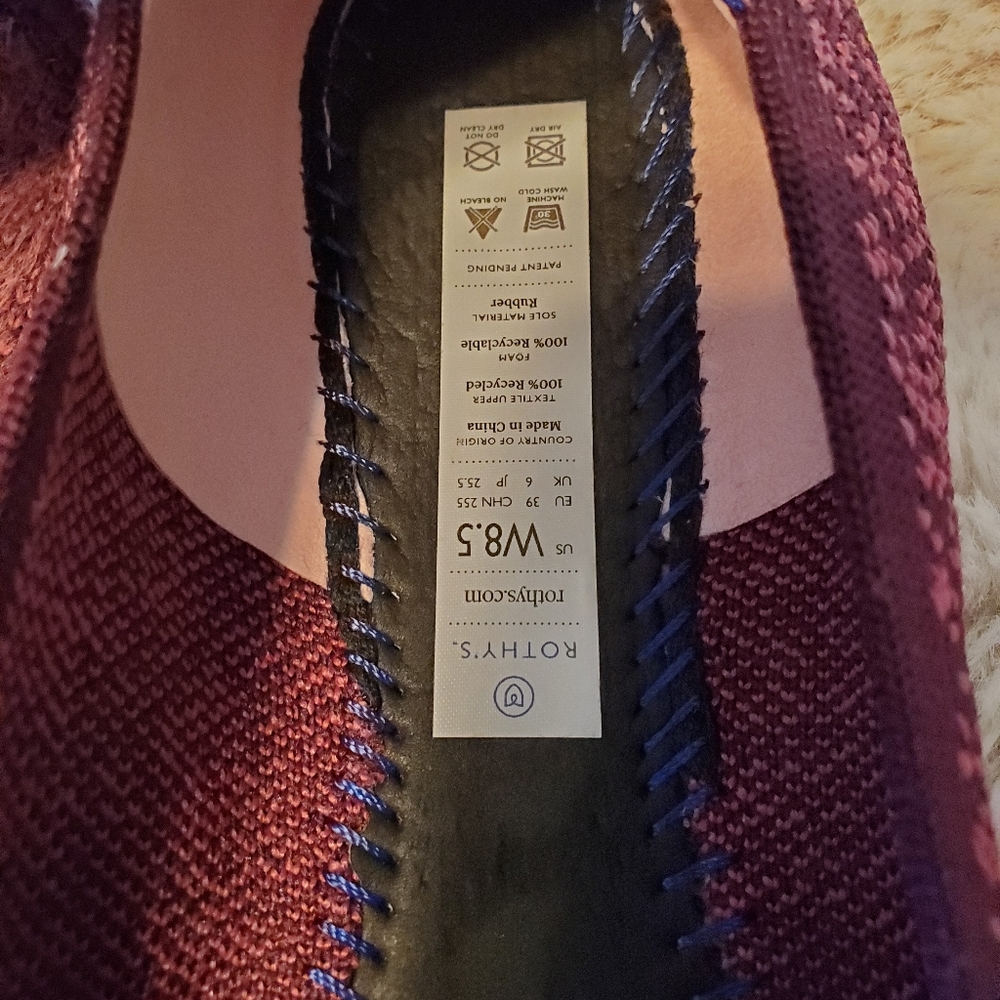 ROTHY'S™
rothys.com
US W8.5
EU 39 CHN 255
UK 6 JP 25.5
COUNTRY OF ORIGIN
Made in China
TEXTILE UPPER
100% Recycled
FOAM
100% Recyclable
SOLE MATERIAL
Rubber
PATENT PENDING
30°
MACHINE WASH COLD
NO BLEACH
AIR DRY
DO NOT DRY CLEAN